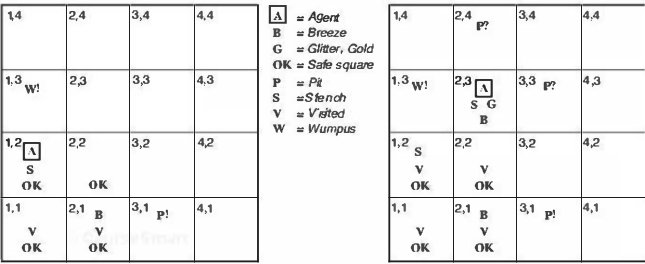 1,4 2,4 3,4 4,4
1,3 W! 2,3 3,3 4,3
1,2 A 2,2 3,2 4,2
S
OK OK
1,1 2,1 B 3,1 P! 4,1
V V
OK OK
A = Agent
B = Breeze
G = Glitter, Gold
OK = Safe square
P = Pit
S = Stench
V = Visited
W = Wumpus
1,4 2,4 P? 3,4 4,4
1,3 W! 2,3 A 3,3 P? 4,3
S G
B
1,2 S 2,2 3,2 4,2
V V
OK OK
1,1 2,1 B 3,1 P! 4,1
V V
OK OK